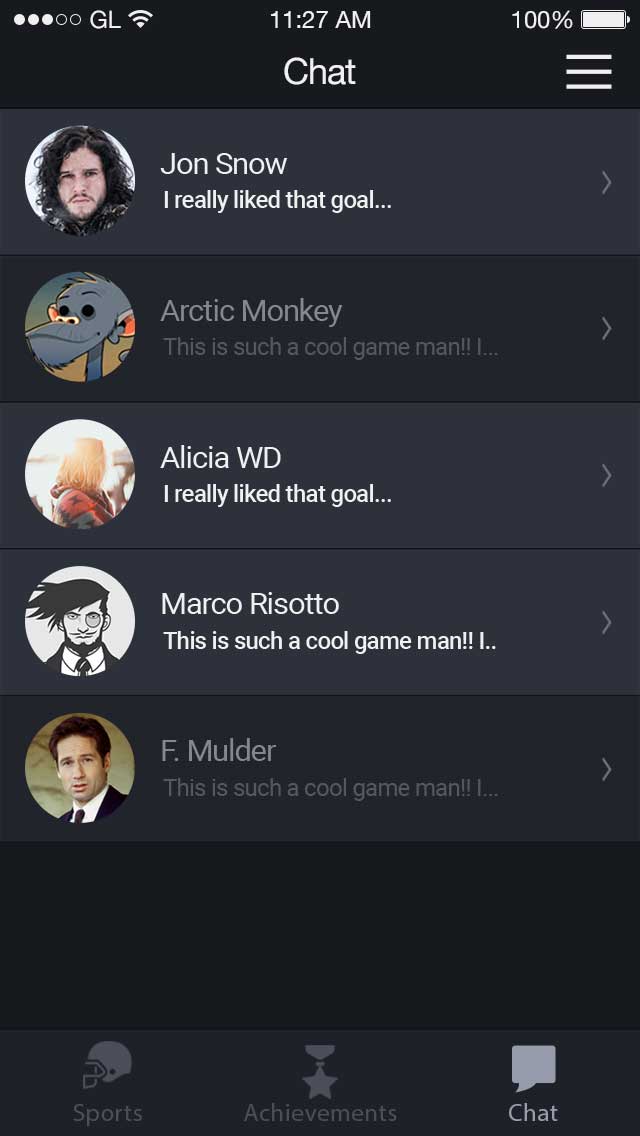 GL 11:27 AM 100%
Chat
Jon Snow
I really liked that goal...
Arctic Monkey
This is such a cool game man!! I...
Alicia WD
I really liked that goal...
Marco Risotto
This is such a cool game man!! I..
F. Mulder
This is such a cool game man!! I...
Sports Achievements Chat